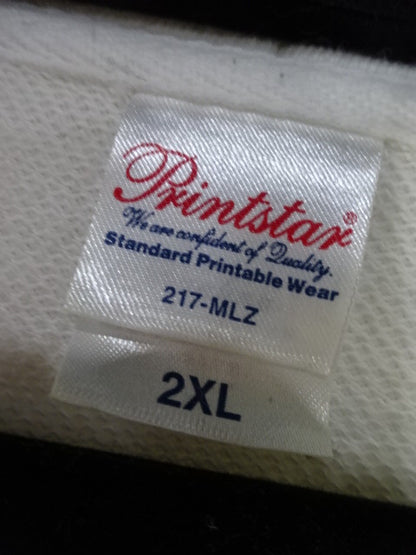 Printstar®
We are confident of Quality.
Standard Printable Wear
217-MLZ
2XL